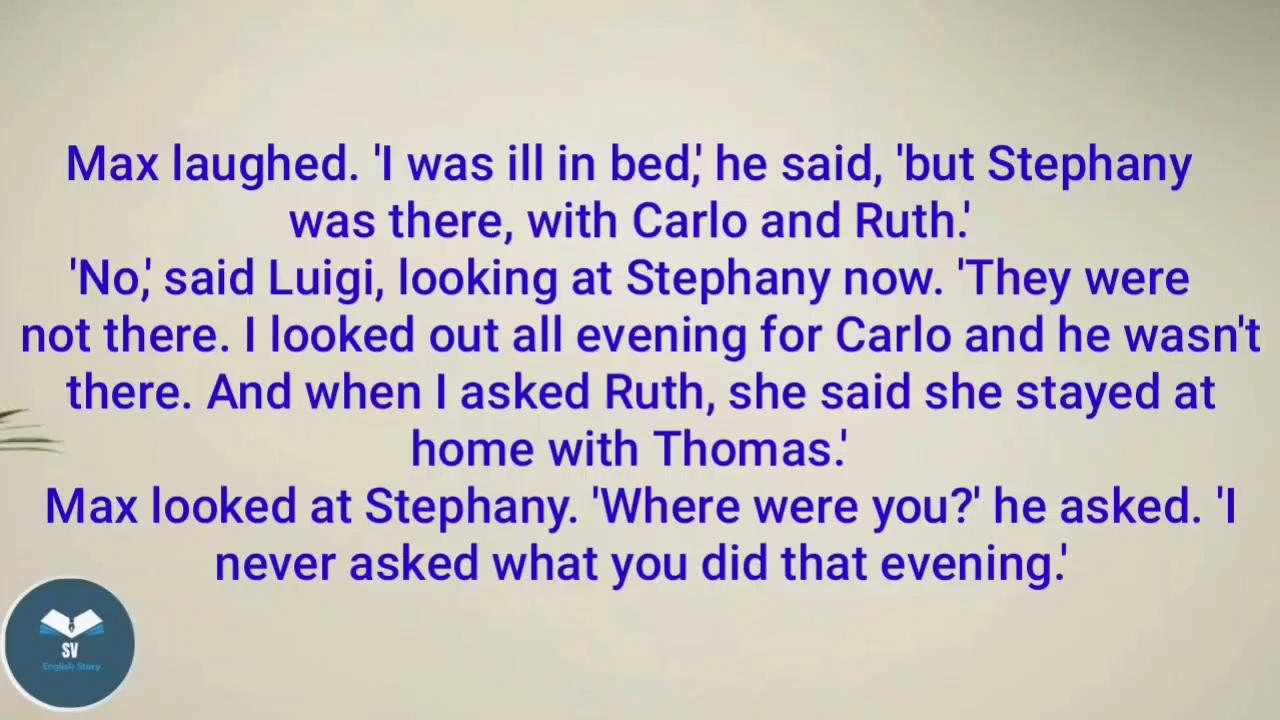 Max laughed. 'I was ill in bed,' he said, 'but Stephany
was there, with Carlo and Ruth.'
'No,' said Luigi, looking at Stephany now. 'They were
not there. I looked out all evening for Carlo and he wasn't
there. And when I asked Ruth, she said she stayed at
home with Thomas.'
Max looked at Stephany. 'Where were you?' he asked. 'I
never asked what you did that evening.'
SV
English Story